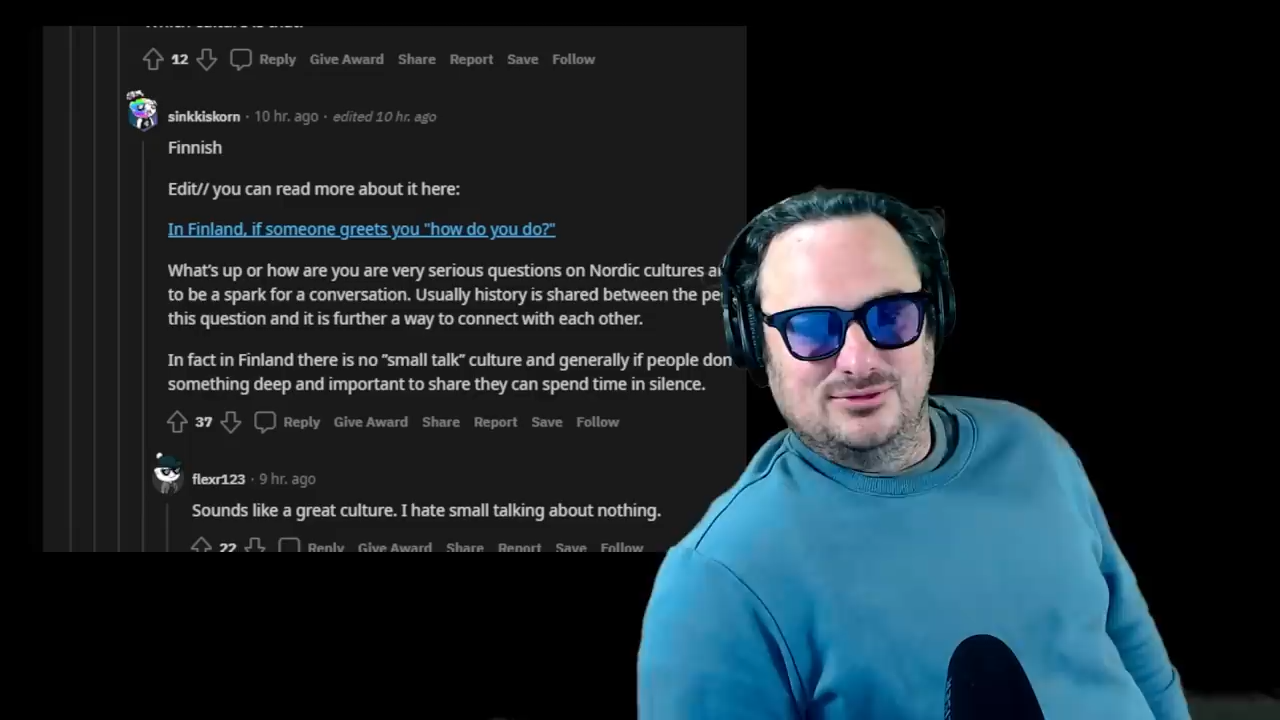 12 Reply Give Award Share Report Save Follow
sinkkiskorn · 10 hr. ago · edited 10 hr. ago
Finnish
Edit// you can read more about it here:
In Finland, if someone greets you "how do you do?"
What's up or how are you are very serious questions on Nordic cultures
to be a spark for a conversation. Usually history is shared between the
this question and it is further a way to connect with each other.
In fact in Finland there is no "small talk" culture and generally if people don
something deep and important to share they can spend time in silence.
37 Reply Give Award Share Report Save Follow
flexr123 · 9 hr. ago
Sounds like a great culture. I hate small talking about nothing.
22 Reply Give Award Share Report Save Follow